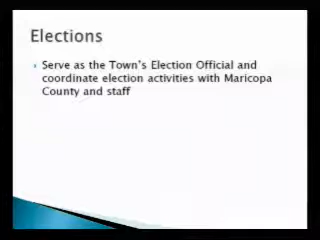 Elections
Serve as the Town's Election Official and
coordinate election activities with Maricopa
County and staff